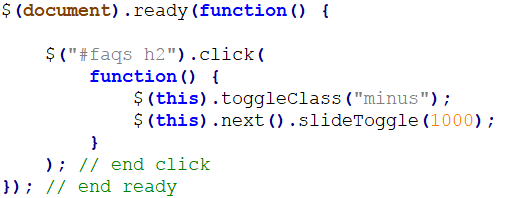 $(document).ready(function() {
$("#faqs h2").click(
function() {
$(this).toggleClass("minus");
$(this).next().slideToggle(1000);
}
); // end click
}); // end ready